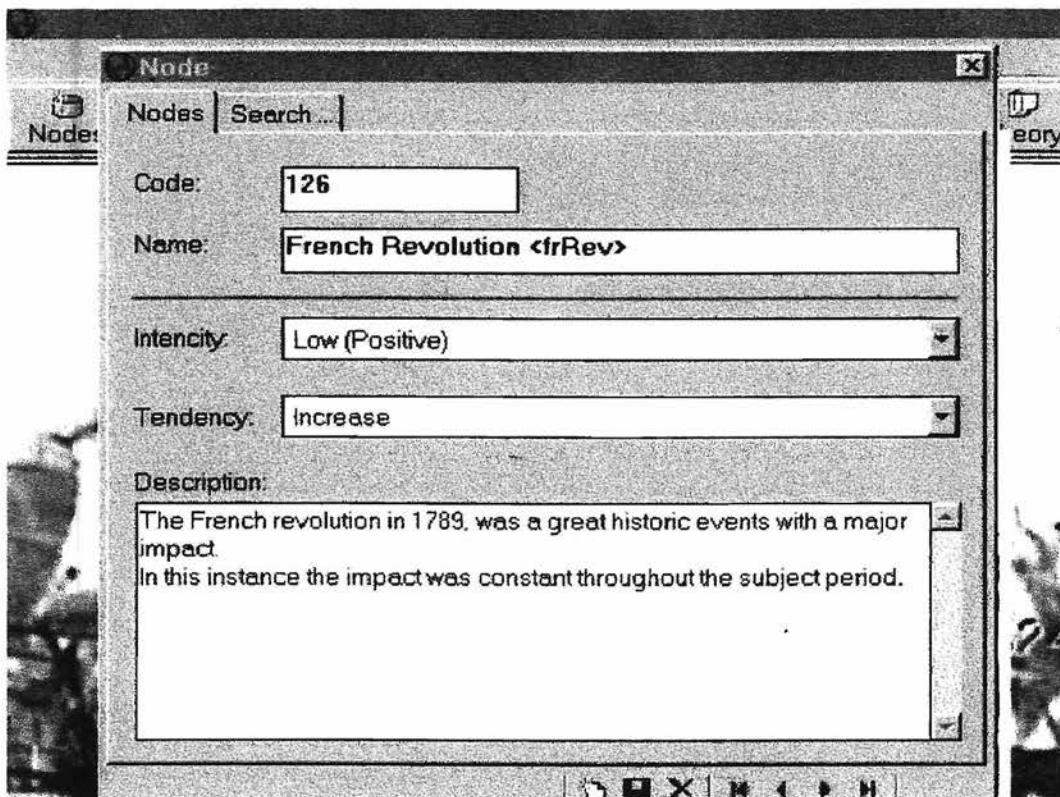 Node
Nodes Search ...
Nodes
eory
Code: 126
Name: French Revolution <frRev>
Intencity: Low (Positive)
Tendency: Increase
Description:
The French revolution in 1789, was a great historic events with a major
impact.
In this instance the impact was constant throughout the subject period.